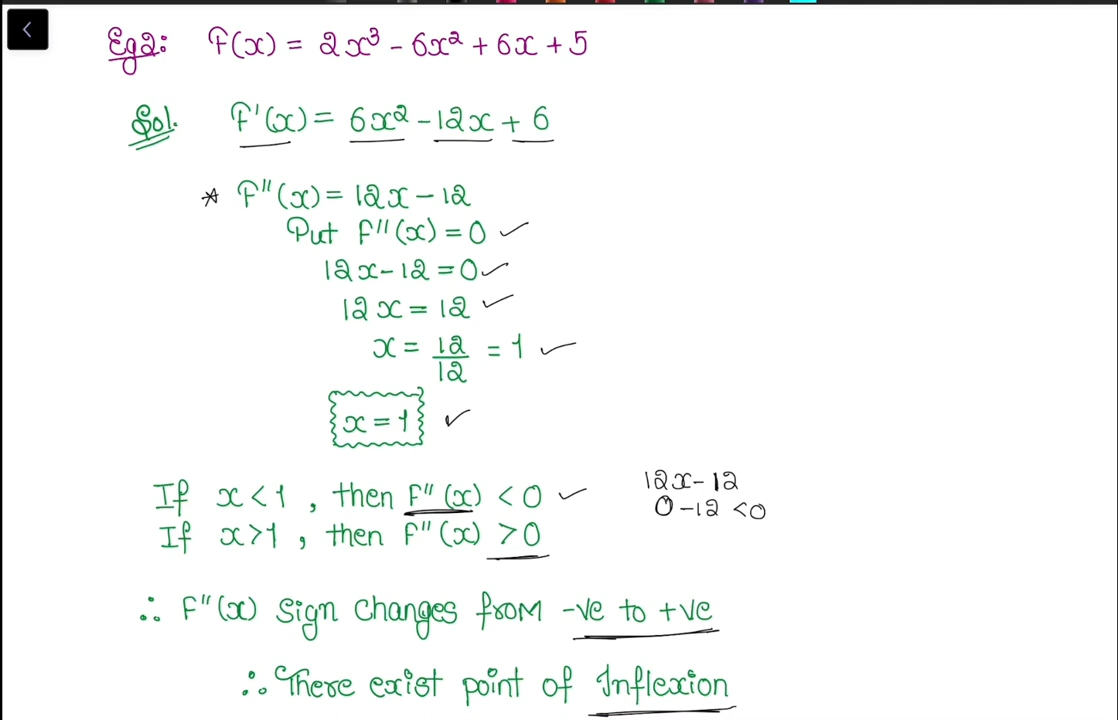 Eg2: F(x) = 2x³ - 6x² + 6x + 5
Sol. F'(x) = 6x² - 12x + 6
* F''(x) = 12x - 12
Put F''(x) = 0 ✓
12x - 12 = 0 ✓
12x = 12 ✓
x = 12/12 = 1 ✓
x = 1 ✓
If x < 1 , then F''(x) < 0 ✓
12x - 12
0 - 12 < 0
If x > 1 , then F''(x) > 0
∴ F''(x) Sign Changes from -ve to +ve
∴ There exist point of Inflexion